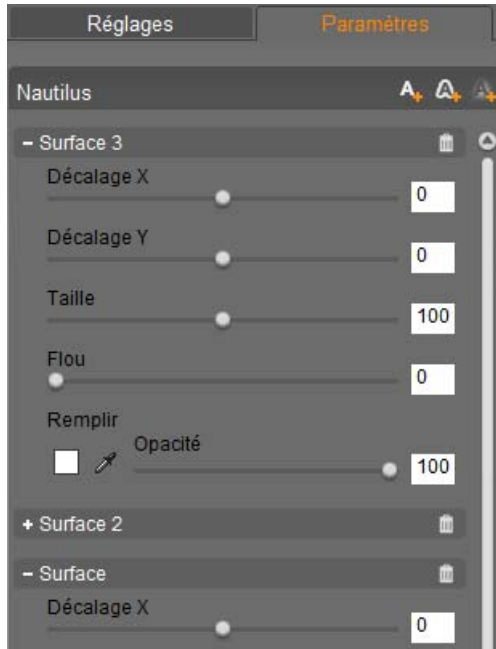 Réglages Paramètres
Nautilus A+ A+ A+
− Surface 3
Décalage X
0
Décalage Y
0
Taille
100
Flou
0
Remplir
Opacité
100
+ Surface 2
− Surface
Décalage X
0